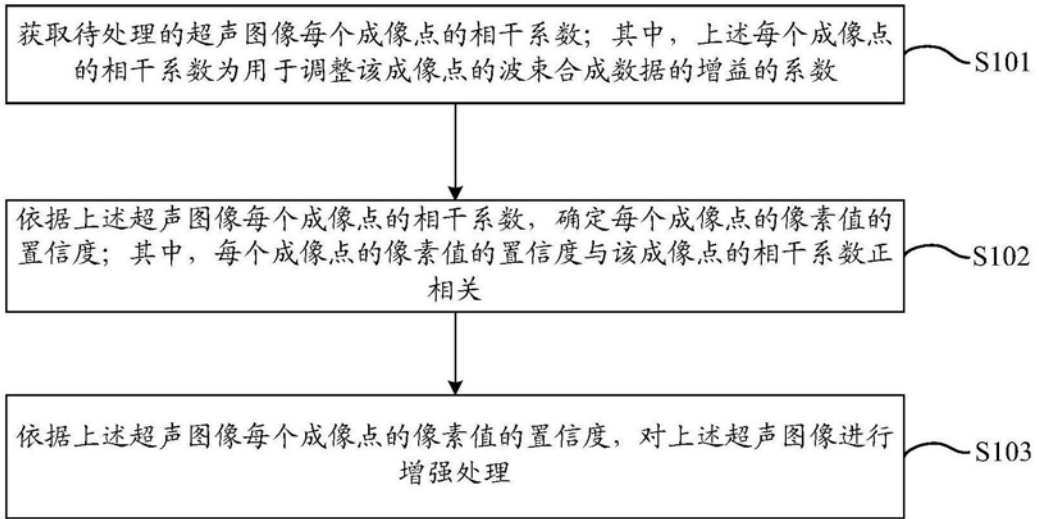 获取待处理的超声图像每个成像点的相干系数；其中，上述每个成像点
的相干系数为用于调整该成像点的波束合成数据的增益的系数
S101
依据上述超声图像每个成像点的相干系数，确定每个成像点的像素值的
置信度；其中，每个成像点的像素值的置信度与该成像点的相干系数正
相关
S102
依据上述超声图像每个成像点的像素值的置信度，对上述超声图像进行
增强处理
S103